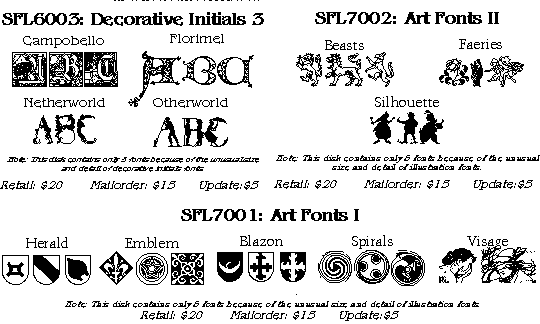 SFL6003: Decorative Initials 3
Campobello Florimel
ABC ABC
Netherworld Otherworld
ABC ABC
Note: This disk contains only 5 fonts because of the unusual size
and detail of decorative initials fonts
Retail: $20 Mailorder: $15 Update:$5
SFL7002: Art Fonts II
Beasts Faeries
Silhouette
Note: This disk contains only 5 fonts because of the unusual
size and detail of illustration fonts.
Retail: $20 Mailorder: $15 Update:$5
SFL7001: Art Fonts I
Herald Emblem Blazon Spirals Visage
Note: This disk contains only 5 fonts because of the unusual size and detail of illustration fonts
Retail: $20 Mailorder: $15 Update:$5